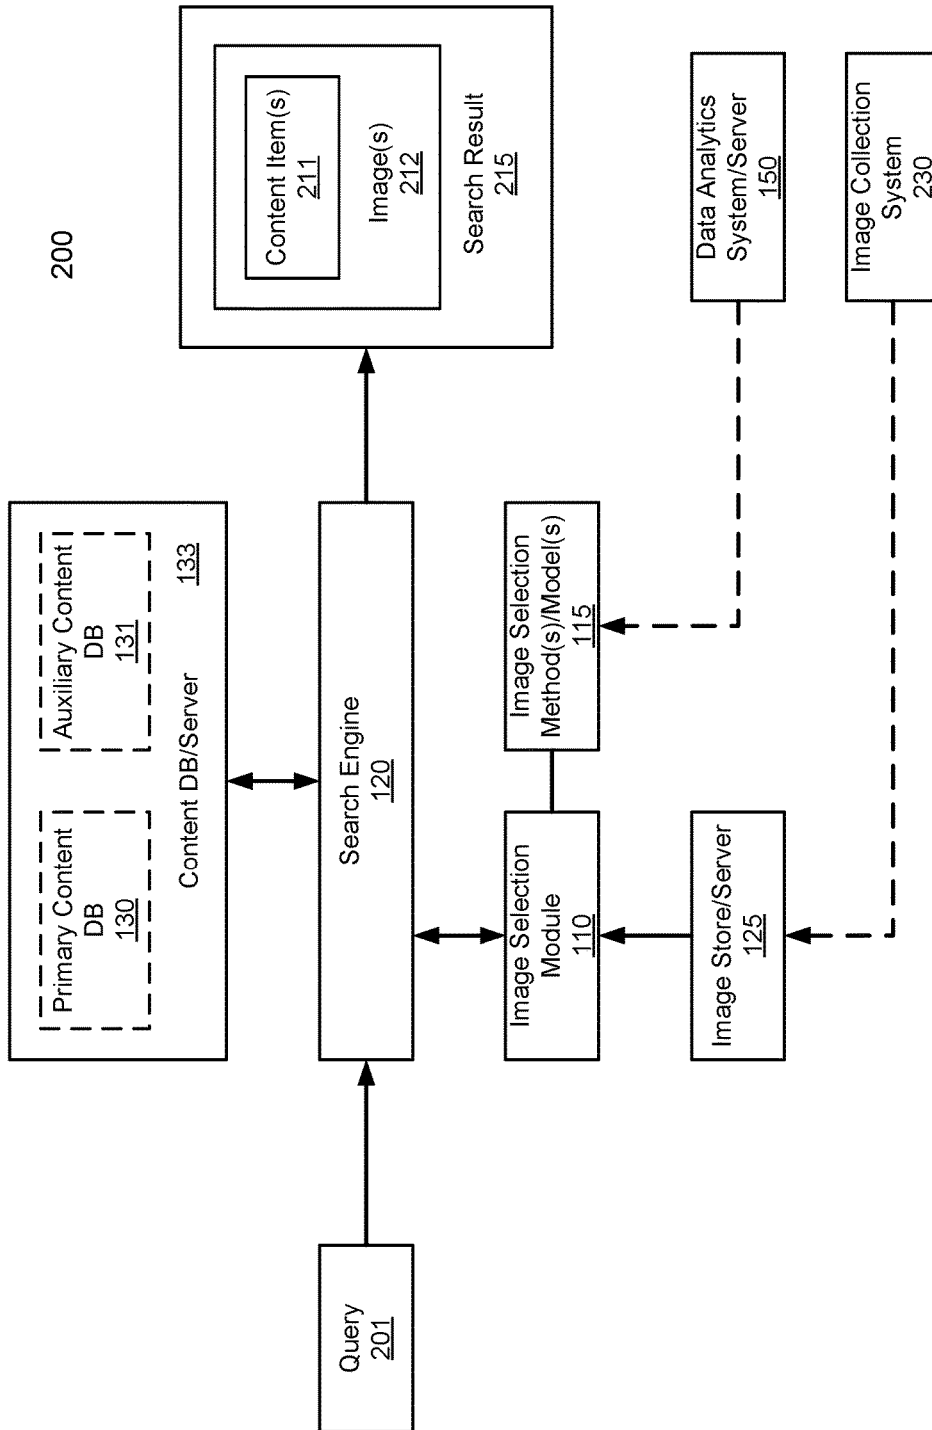 200
Primary Content
DB
130
Auxiliary Content
DB
131
Content DB/Server
133
Query
201
Search Engine
120
Content Item(s)
211
Image(s)
212
Search Result
215
Image Selection
Module
110
Image Selection
Method(s)/Model(s)
115
Image Store/Server
125
Data Analytics
System/Server
150
Image Collection
System
230